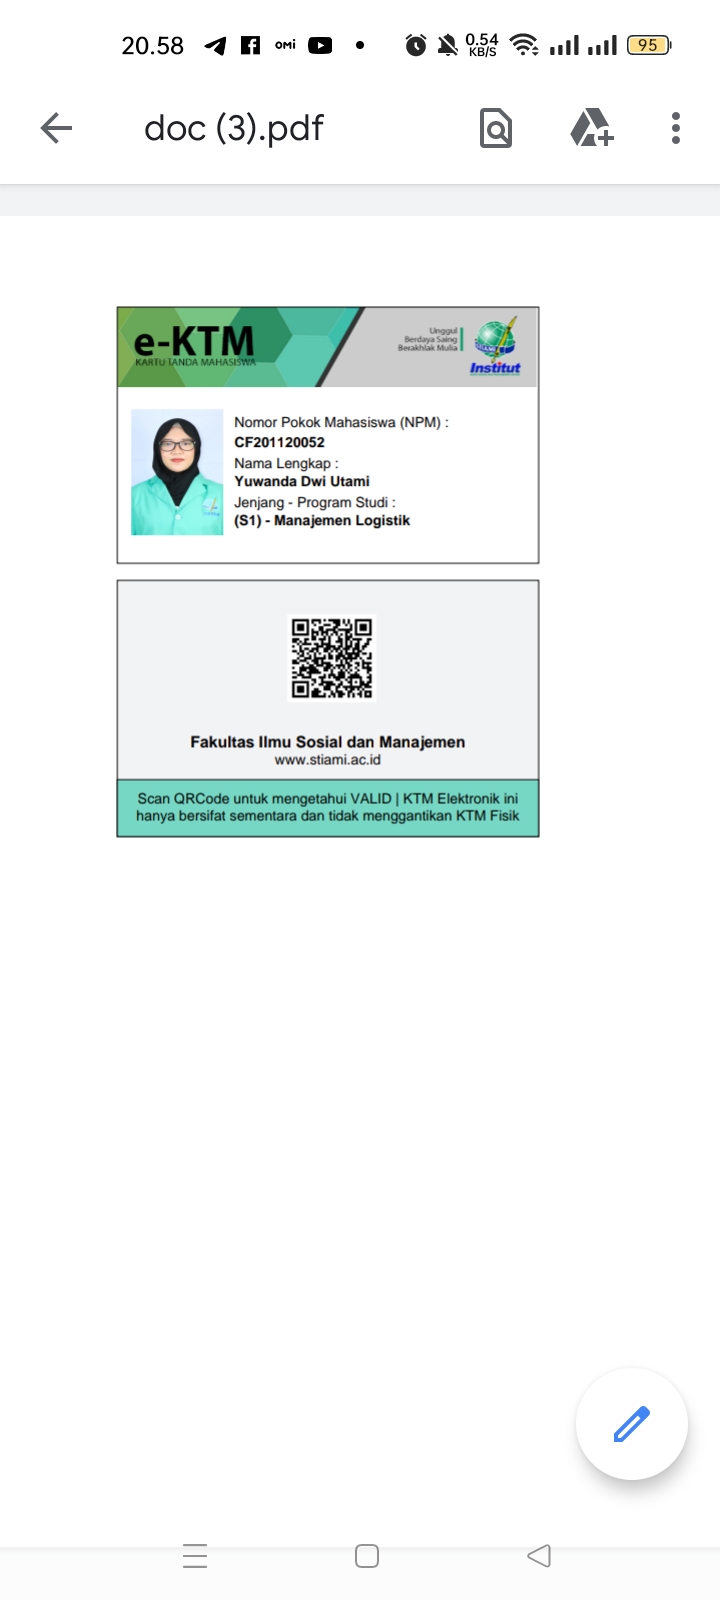 20.58 OMi 0.54 KB/S 95
doc (3).pdf
e-KTM
KARTU TANDA MAHASISWA
Unggul
Berdaya Saing
Berakhlak Mulia
Institut
Nomor Pokok Mahasiswa (NPM) :
CF201120052
Nama Lengkap :
Yuwanda Dwi Utami
Jenjang - Program Studi :
(S1) - Manajemen Logistik
Fakultas Ilmu Sosial dan Manajemen
www.stiami.ac.id
Scan QRCode untuk mengetahui VALID | KTM Elektronik ini
hanya bersifat sementara dan tidak menggantikan KTM Fisik